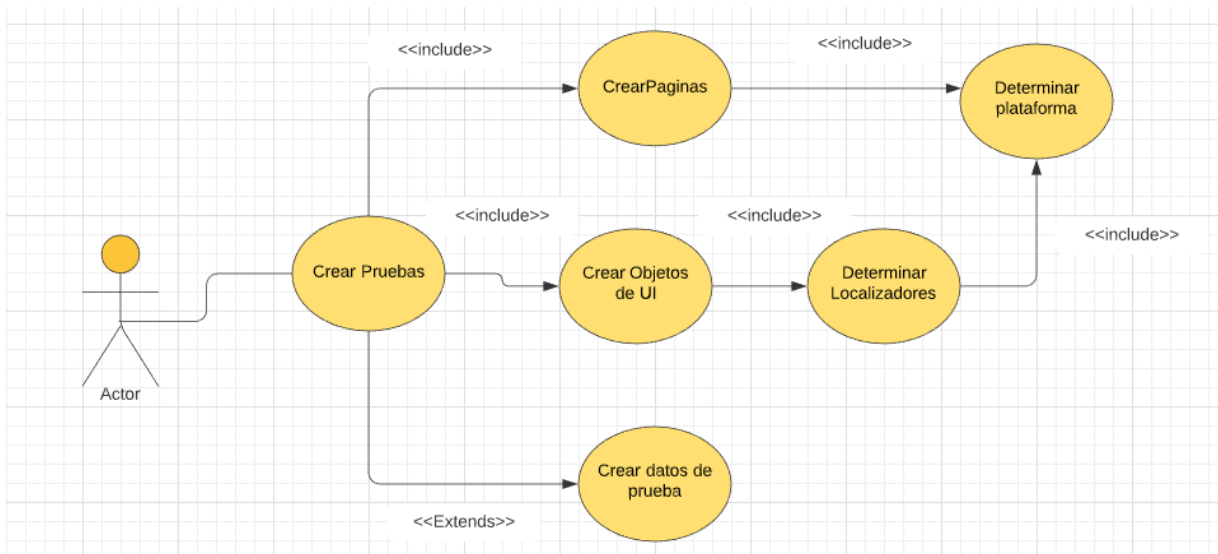 <<include>>
<<include>>
CrearPaginas
Determinar
plataforma
<<include>>
<<include>>
<<include>>
Crear Pruebas
Crear Objetos
de UI
Determinar
Localizadores
Actor
Crear datos de
prueba
<<Extends>>